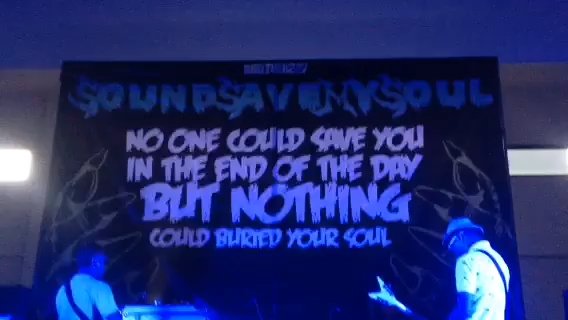 SOUNDSAVEMYSOUL
NO ONE COULD SAVE YOU
IN THE END OF THE DAY
BUT NOTHING
COULD BURIED YOUR SOUL